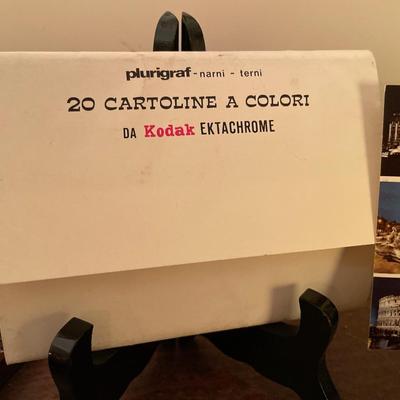 plurigraf - narni - terni
20 CARTOLINE A COLORI
DA Kodak EKTACHROME